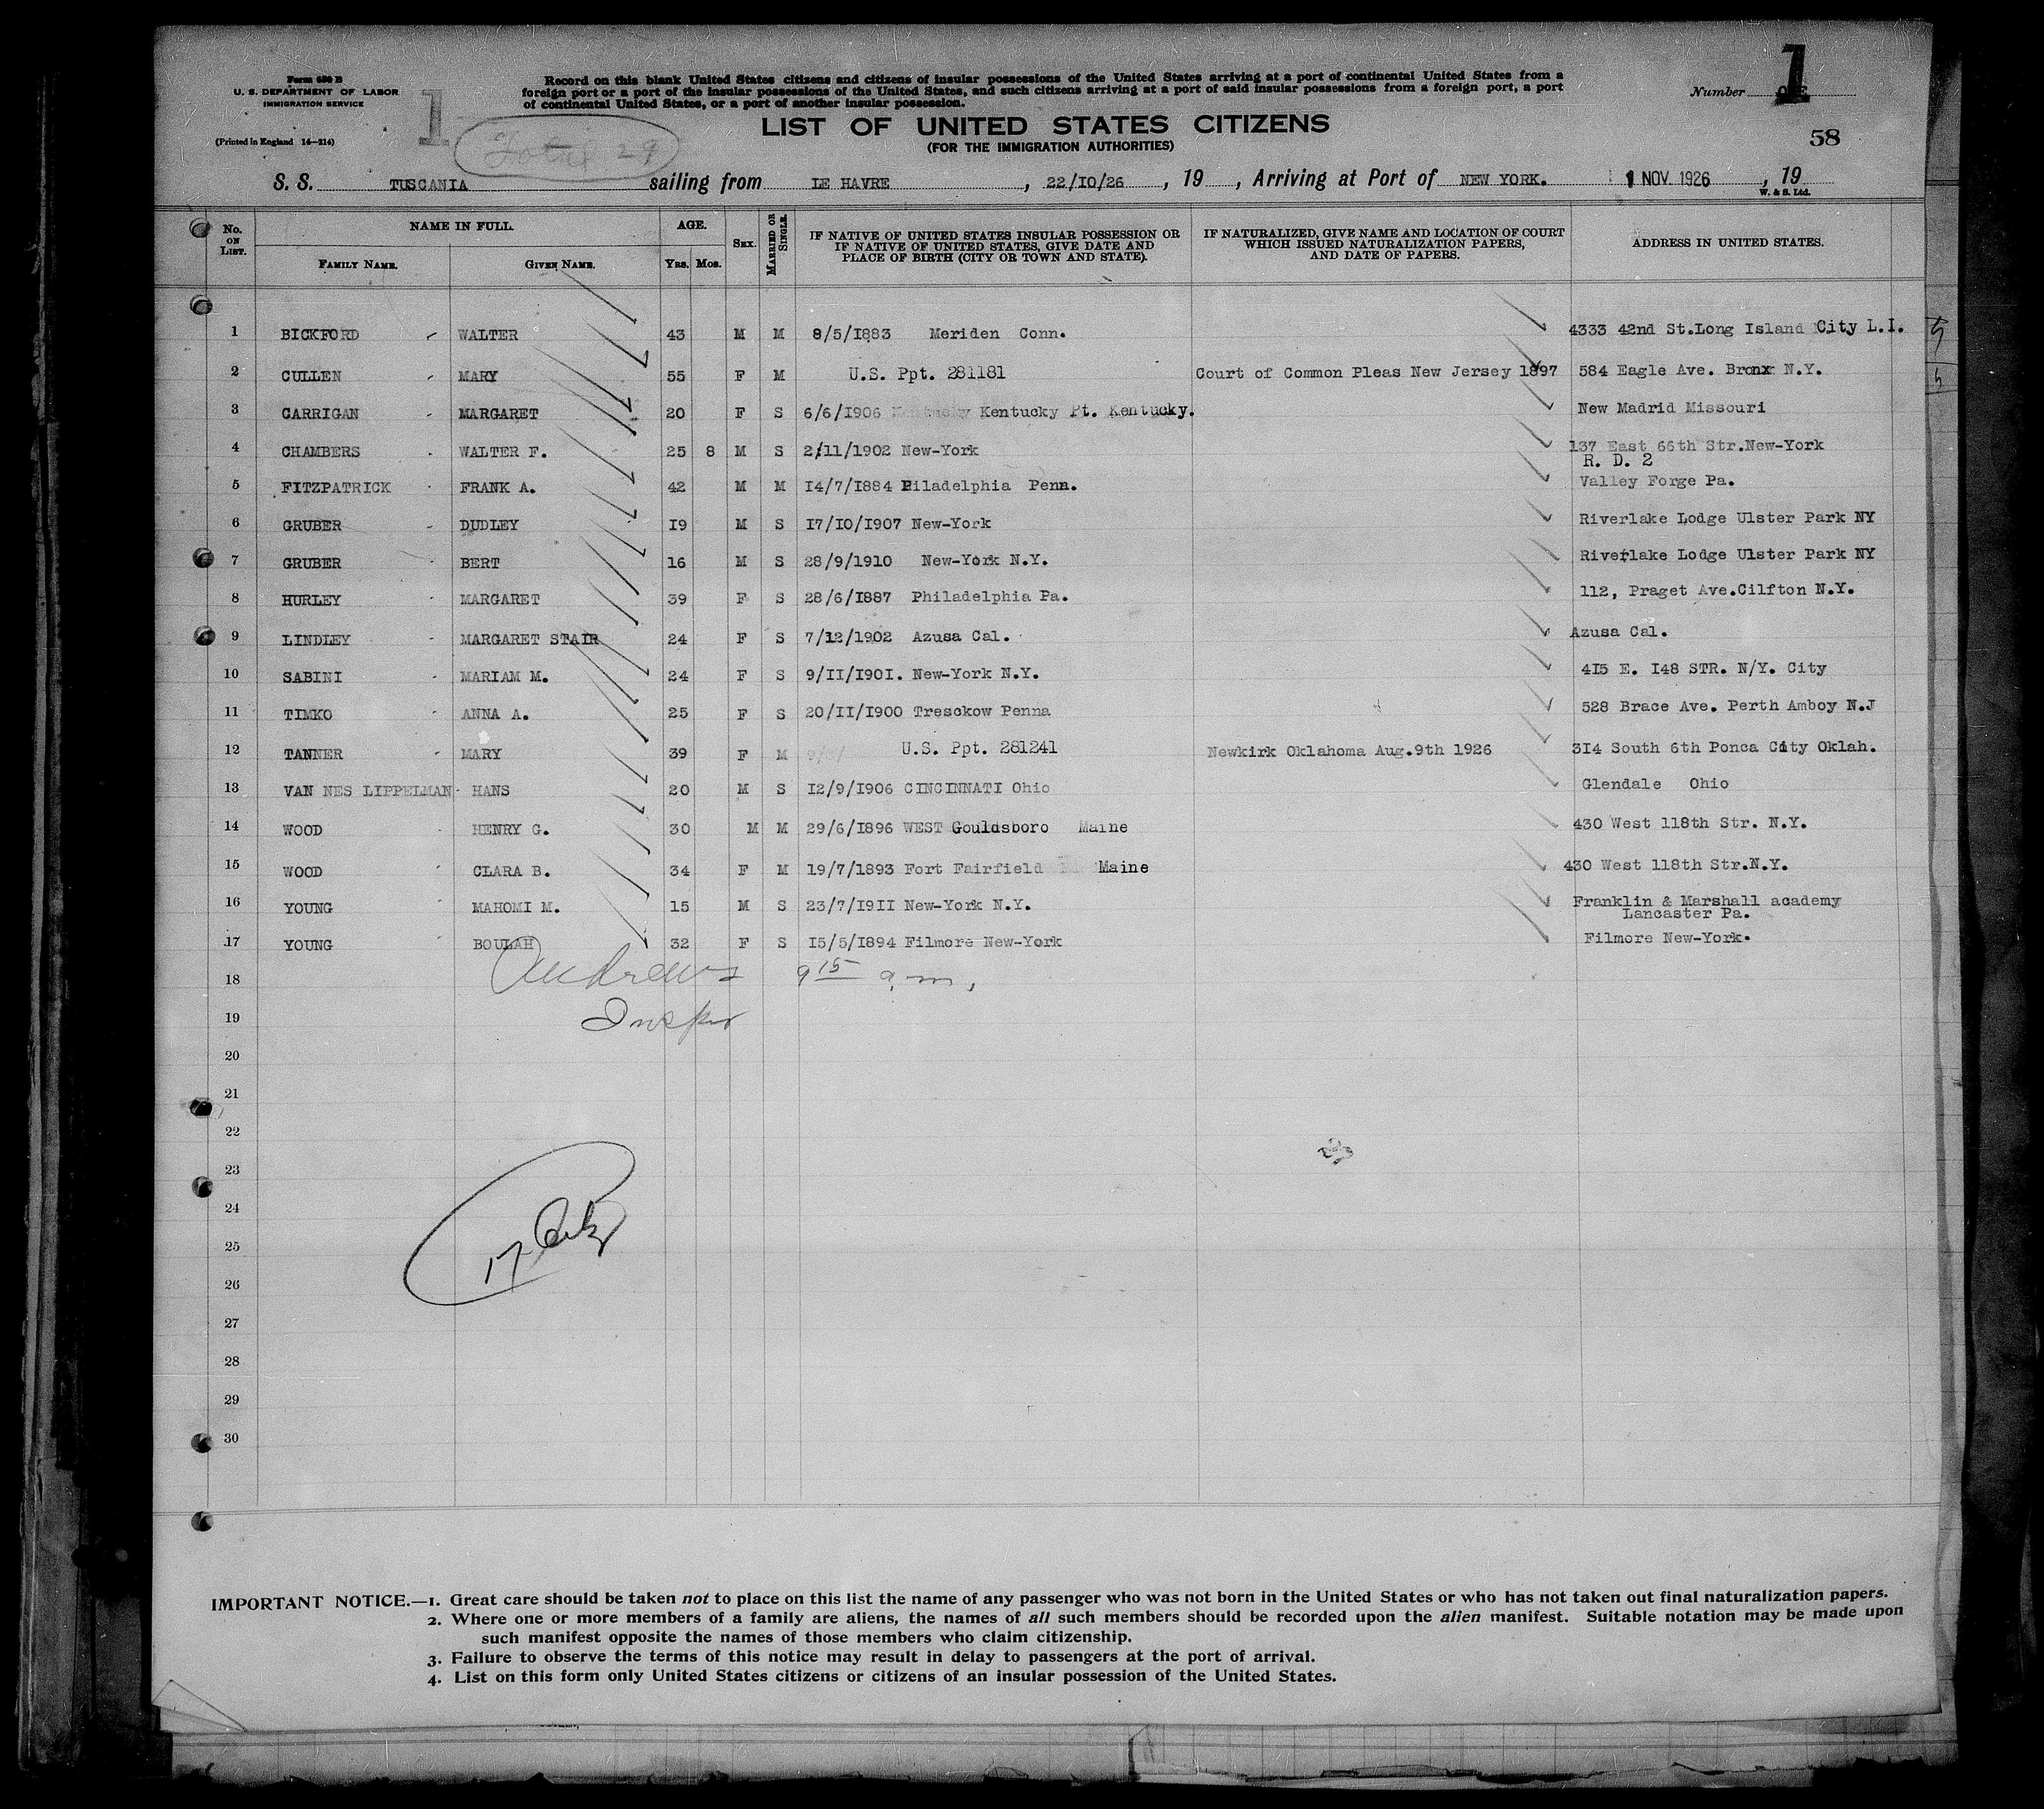 Form 630 B
U. S. DEPARTMENT OF LABOR
IMMIGRATION SERVICE
(Printed in England 14—214)
1
Total 29
Record on this blank United States citizens and citizens of insular possessions of the United States arriving at a port of continental United States from a
foreign port or a port of the insular possessions of the United States, and such citizens arriving at a port of said insular possessions from a foreign port, a port
of continental United States, or a port of another insular possession.
LIST OF UNITED STATES CITIZENS
(FOR THE IMMIGRATION AUTHORITIES)
Number 1
58
S. S. TUSCANIA sailing from LE HAVRE, 22/10/26, 19, Arriving at Port of NEW YORK. 1 NOV. 1926, 19
W. & S. Ltd.
No. ON LIST. NAME IN FULL. FAMILY NAME. GIVEN NAME. AGE. YRS. MOS. SEX. MARRIED OR SINGLE. IF NATIVE OF UNITED STATES INSULAR POSSESSION OR IF NATIVE OF UNITED STATES, GIVE DATE AND PLACE OF BIRTH (CITY OR TOWN AND STATE). IF NATURALIZED, GIVE NAME AND LOCATION OF COURT WHICH ISSUED NATURALIZATION PAPERS, AND DATE OF PAPERS. ADDRESS IN UNITED STATES.
1 BICKFORD - WALTER 43 M M 8/5/1883 Meriden Conn. 4333 42nd St.Long Island City L.I.
2 CULLEN - MARY 55 F M U.S. Ppt. 281181 Court of Common Pleas New Jersey 1897 584 Eagle Ave. Bronx N.Y.
3 CARRIGAN - MARGARET 20 F S 6/6/1906 Kentucky Kentucky Pt. Kentucky. New Madrid Missouri
4 CHAMBERS - WALTER F. 25 8 M S 2/11/1902 New-York 137 East 66th Str.New-York
R. D. 2
5 FITZPATRICK - FRANK A. 42 M M 14/7/1884 Piladelphia Penn. Valley Forge Pa.
6 GRUBER - DUDLEY 19 M S 17/10/1907 New-York Riverlake Lodge Ulster Park NY
7 GRUBER - BERT 16 M S 28/9/1910 New-York N.Y. Riverlake Lodge Ulster Park NY
8 HURLEY - MARGARET 39 F S 28/6/1887 Philadelphia Pa. 112, Praget Ave.Cilfton N.Y.
9 LINDLEY - MARGARET STAIR 24 F S 7/12/1902 Azusa Cal. Azusa Cal.
10 SABINI - MARIAM M. 24 F S 9/11/1901. New-York N.Y. 415 E. 148 STR. N/Y. City
11 TIMKO - ANNA A. 25 F S 20/11/1900 Tresckow Penna 528 Brace Ave. Perth Amboy N.J
12 TANNER - MARY 39 F M U.S. Ppt. 281241 Newkirk Oklahoma Aug.9th 1926 314 South 6th Ponca City Oklah.
13 VAN NES LIPPELMAN- HANS 20 M S 12/9/1906 CINCINNATI Ohio Glendale Ohio
14 WOOD - HENRY G. 30 M M 29/6/1896 WEST Gouldsboro Maine 430 West 118th Str. N.Y.
15 WOOD - CLARA B. 34 F M 19/7/1893 Fort Fairfield Maine 430 West 118th Str.N.Y.
16 YOUNG - MAHOMI M. 15 M S 23/7/1911 New-York N.Y. Franklin & Marshall academy
Lancaster Pa.
17 YOUNG BOULAH 32 F S 15/5/1894 Filmore New-York Filmore New-York.
18 Andrews 9 15 a.m.
19 Inspr
20
21
22
23
24
25
26
27
28
29
30
17
IMPORTANT NOTICE.—1. Great care should be taken not to place on this list the name of any passenger who was not born in the United States or who has not taken out final naturalization papers.
2. Where one or more members of a family are aliens, the names of all such members should be recorded upon the alien manifest. Suitable notation may be made upon
such manifest opposite the names of those members who claim citizenship.
3. Failure to observe the terms of this notice may result in delay to passengers at the port of arrival.
4. List on this form only United States citizens or citizens of an insular possession of the United States.